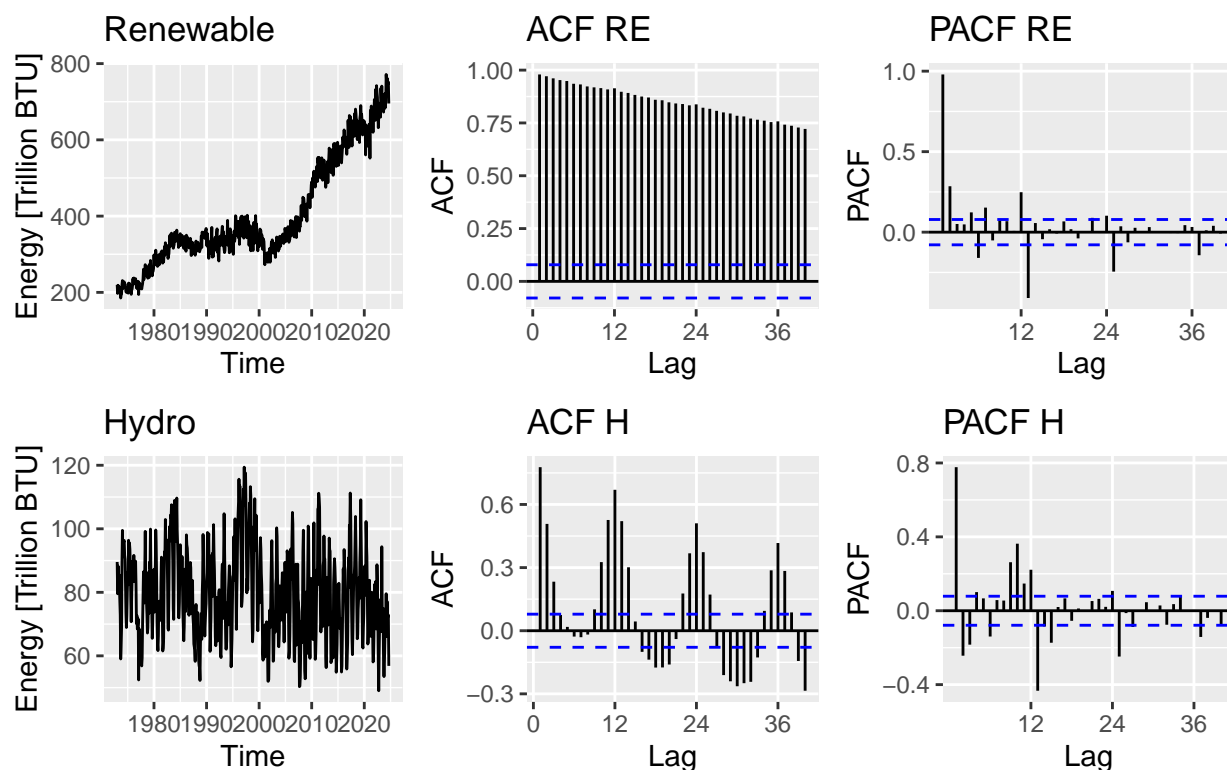 Renewable
ACF RE
PACF RE
Energy [Trillion BTU]
800
600
400
200
1980 1990 2000 2010 2020
Time
ACF
1.00
0.75
0.50
0.25
0.00
0 12 24 36
Lag
PACF
1.0
0.5
0.0
12 24 36
Lag
Hydro
ACF H
PACF H
Energy [Trillion BTU]
120
100
80
60
1980 1990 2000 2010 2020
Time
ACF
0.6
0.3
0.0
−0.3
0 12 24 36
Lag
PACF
0.8
0.4
0.0
−0.4
12 24 36
Lag